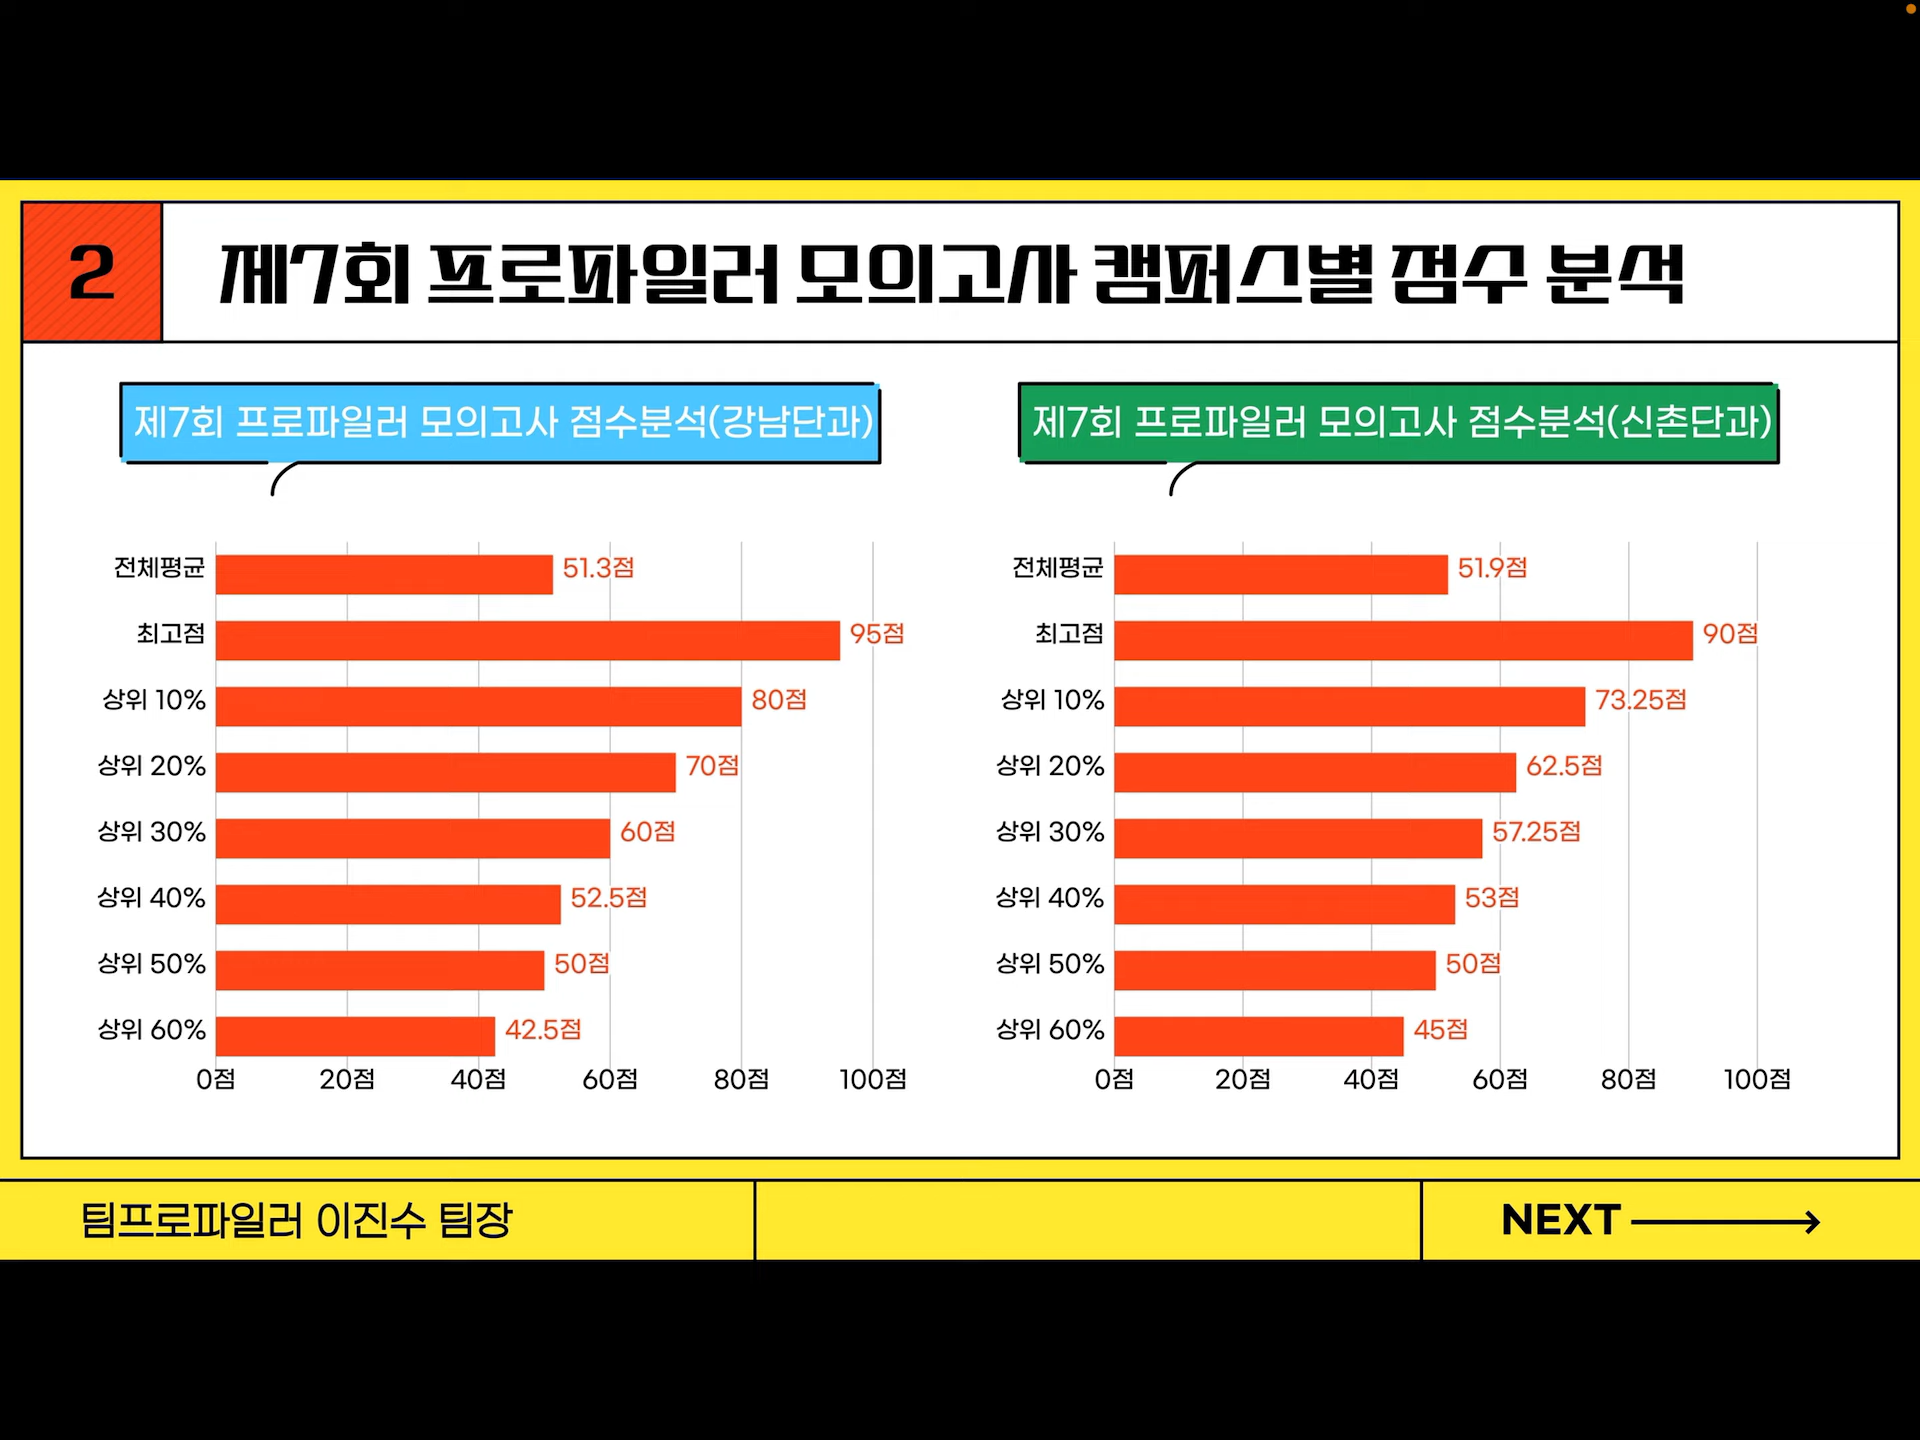 2
제7회 프로파일러 모의고사 캠퍼스별 점수 분석
제7회 프로파일러 모의고사 점수분석(강남단과)
전체평균 51.3점
최고점 95점
상위 10% 80점
상위 20% 70점
상위 30% 60점
상위 40% 52.5점
상위 50% 50점
상위 60% 42.5점
0점 20점 40점 60점 80점 100점
제7회 프로파일러 모의고사 점수분석(신촌단과)
전체평균 51.9점
최고점 90점
상위 10% 73.25점
상위 20% 62.5점
상위 30% 57.25점
상위 40% 53점
상위 50% 50점
상위 60% 45점
0점 20점 40점 60점 80점 100점
팀프로파일러 이진수 팀장
NEXT